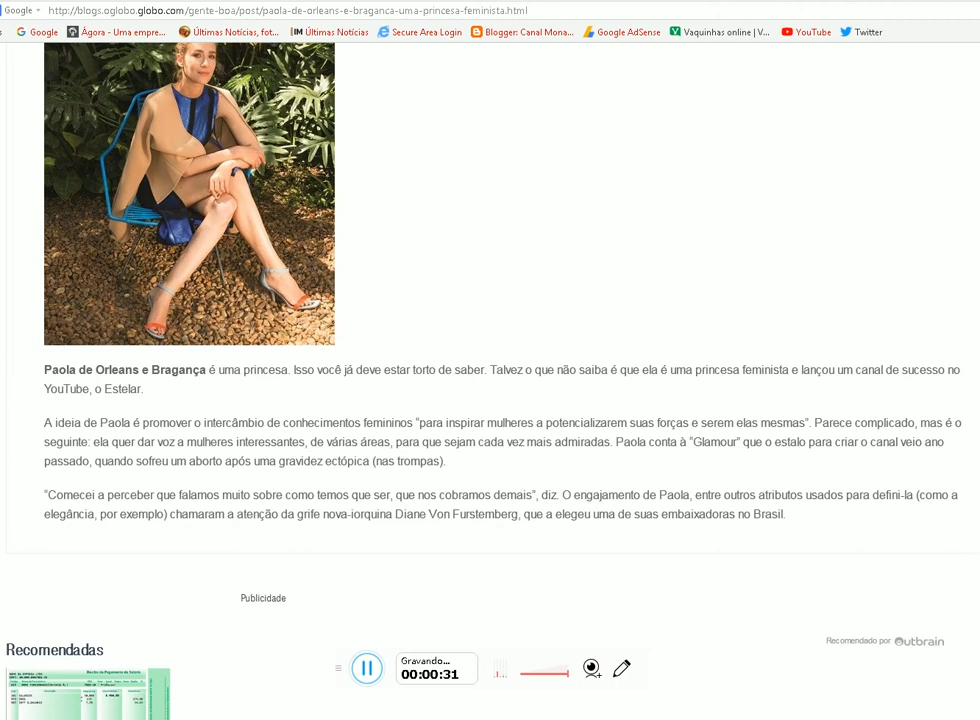 Google http://blogs.oglobo.globo.com/gente-boa/post/paola-de-orleans-e-braganca-uma-princesa-feminista.html
s Google Ágora - Uma empre... Últimas Notícias, fot... Últimas Notícias Secure Area Login Blogger: Canal Mona... Google AdSense Vaquinhas online | V... YouTube Twitter
Paola de Orleans e Bragança é uma princesa. Isso você já deve estar torto de saber. Talvez o que não saiba é que ela é uma princesa feminista e lançou um canal de sucesso no
YouTube, o Estelar.
A ideia de Paola é promover o intercâmbio de conhecimentos femininos “para inspirar mulheres a potencializarem suas forças e serem elas mesmas”. Parece complicado, mas é o
seguinte: ela quer dar voz a mulheres interessantes, de várias áreas, para que sejam cada vez mais admiradas. Paola conta à “Glamour” que o estalo para criar o canal veio ano
passado, quando sofreu um aborto após uma gravidez ectópica (nas trompas).
“Comecei a perceber que falamos muito sobre como temos que ser, que nos cobramos demais”, diz. O engajamento de Paola, entre outros atributos usados para defini-la (como a
elegância, por exemplo) chamaram a atenção da grife nova-iorquina Diane Von Furstemberg, que a elegeu uma de suas embaixadoras no Brasil.
Publicidade
Recomendado por Outbrain
Recomendadas
Gravando...
00:00:31
Recibo de Pagamento de Salário